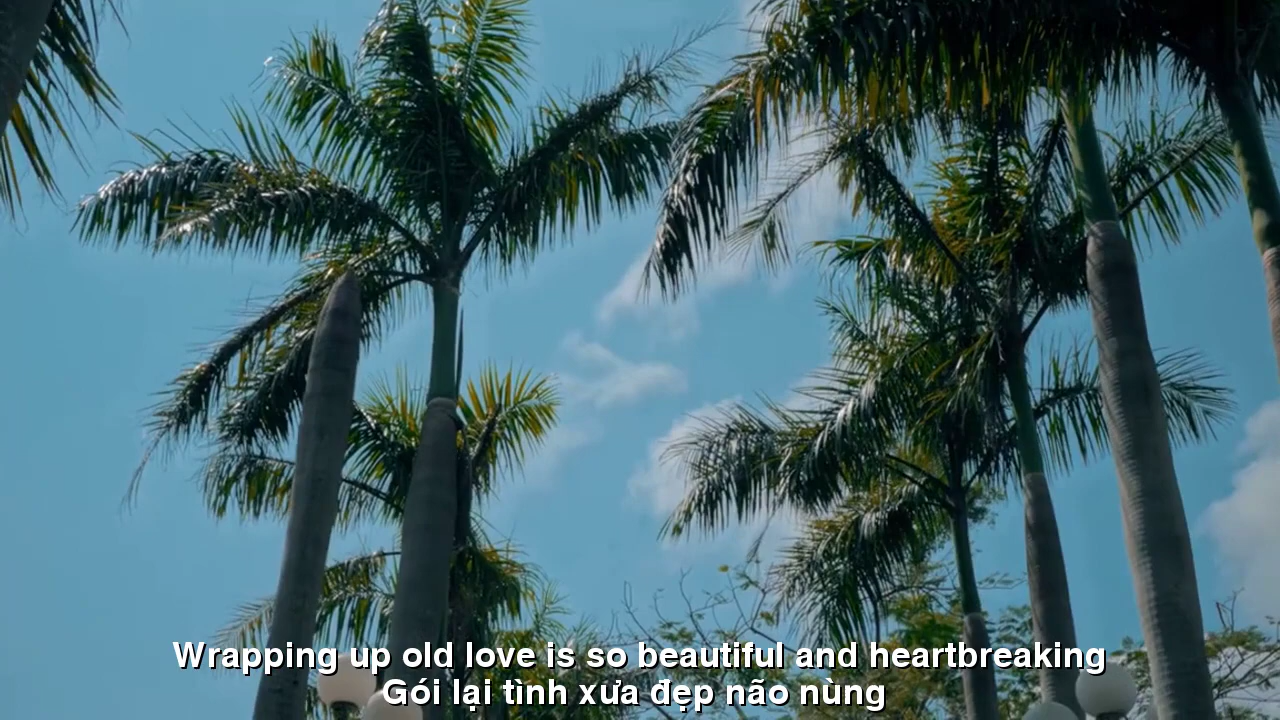 Wrapping up old love is so beautiful and heartbreaking
Gói lại tình xưa đẹp não nùng